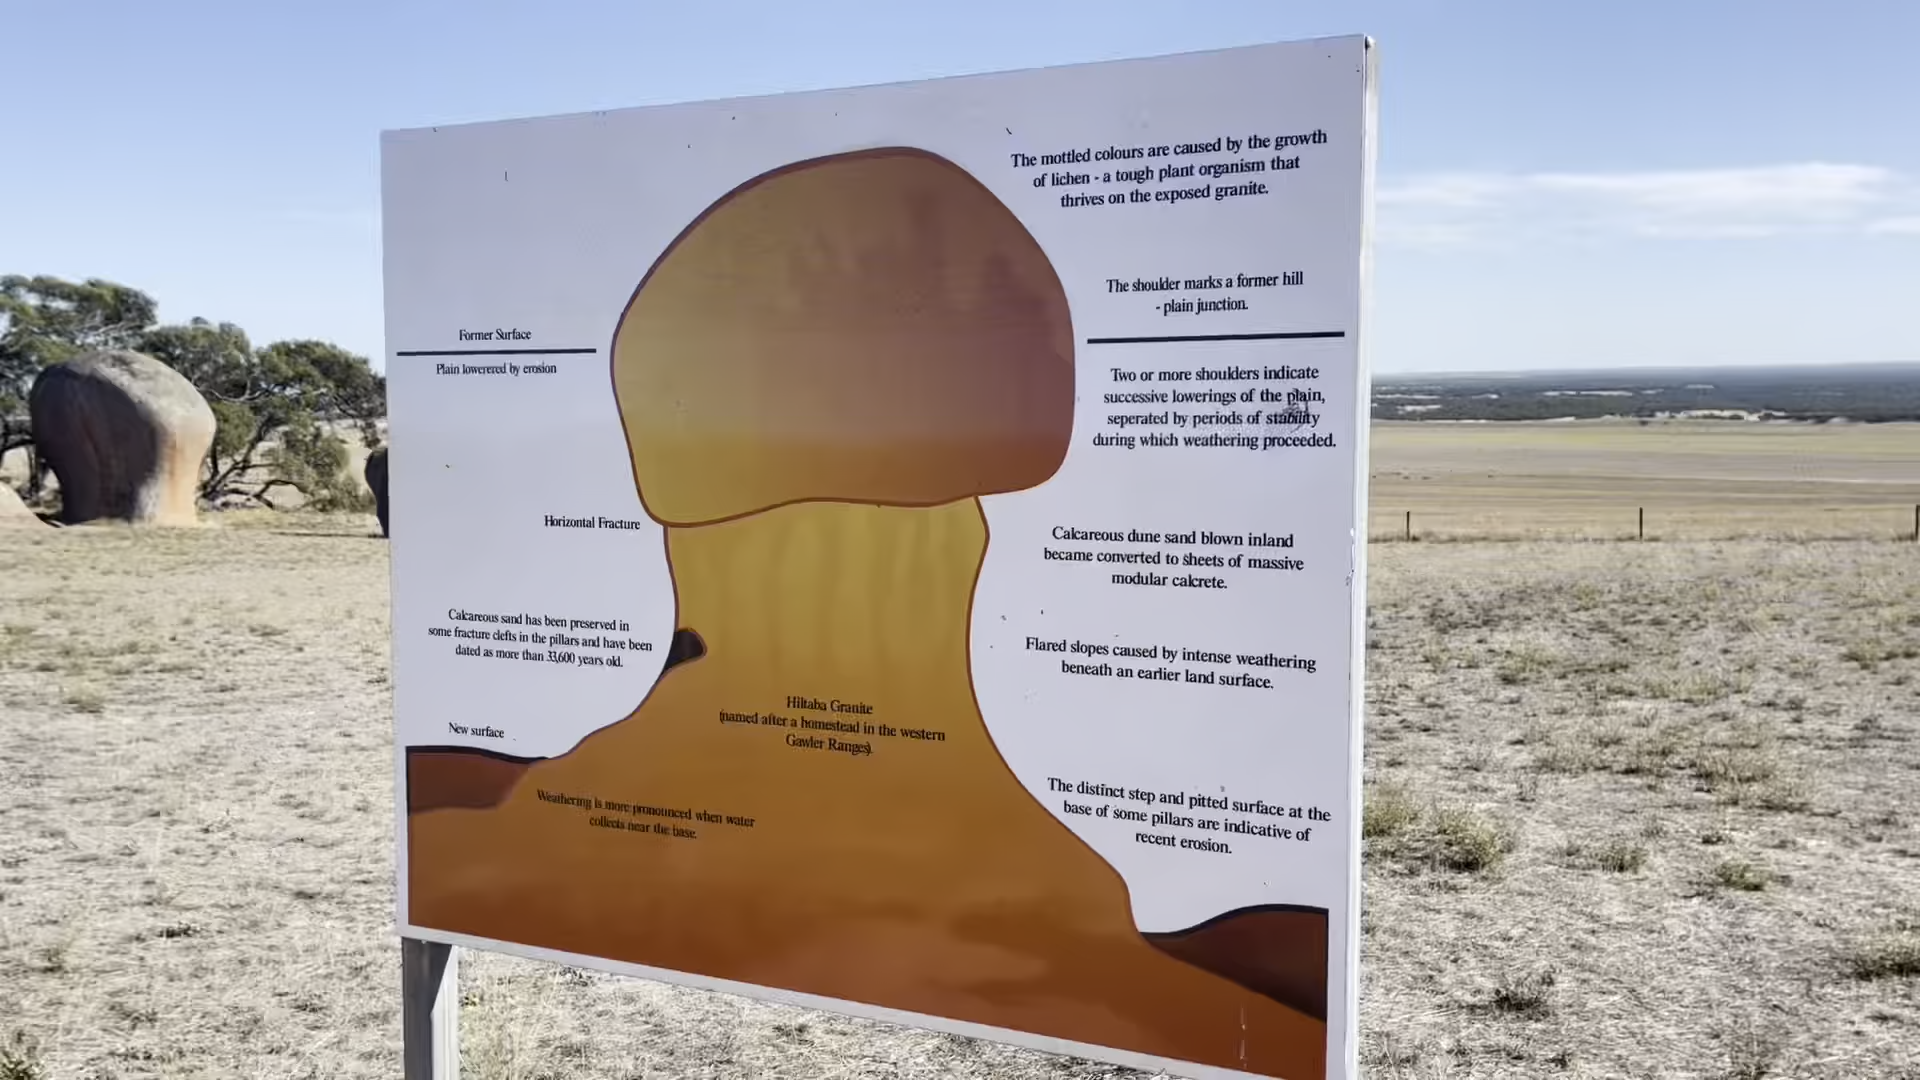 The mottled colours are caused by the growth
of lichen - a tough plant organism that
thrives on the exposed granite.
The shoulder marks a former hill
- plain junction.
Former Surface
Plain lowerered by erosion
Two or more shoulders indicate
successive lowerings of the plain,
seperated by periods of stability
during which weathering proceeded.
Horizontal Fracture
Calcareous dune sand blown inland
became converted to sheets of massive
modular calcrete.
Calcareous sand has been preserved in
some fracture clefts in the pillars and have been
dated as more than 33,600 years old.
Flared slopes caused by intense weathering
beneath an earlier land surface.
Hiltaba Granite
(named after a homestead in the western
Gawler Ranges).
New surface
Weathering is more pronounced when water
collects near the base.
The distinct step and pitted surface at the
base of some pillars are indicative of
recent erosion.